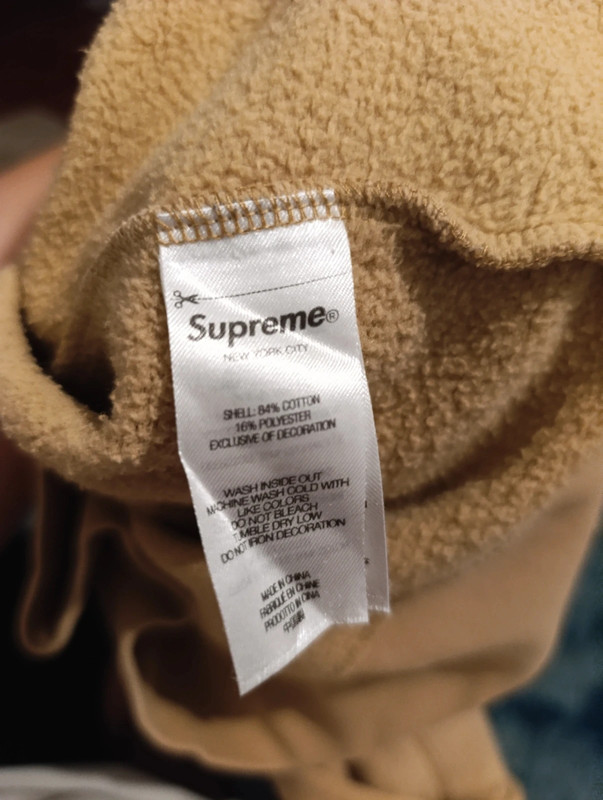 Supreme®
NEW YORK CITY
SHELL: 84% COTTON
16% POLYESTER
EXCLUSIVE OF DECORATION
WASH INSIDE OUT
MACHINE WASH COLD WITH
LIKE COLORS
DO NOT BLEACH
TUMBLE DRY LOW
DO NOT IRON DECORATION
MADE IN CHINA
FABRIQUÉ EN CHINE
PRODOTTO IN CINA